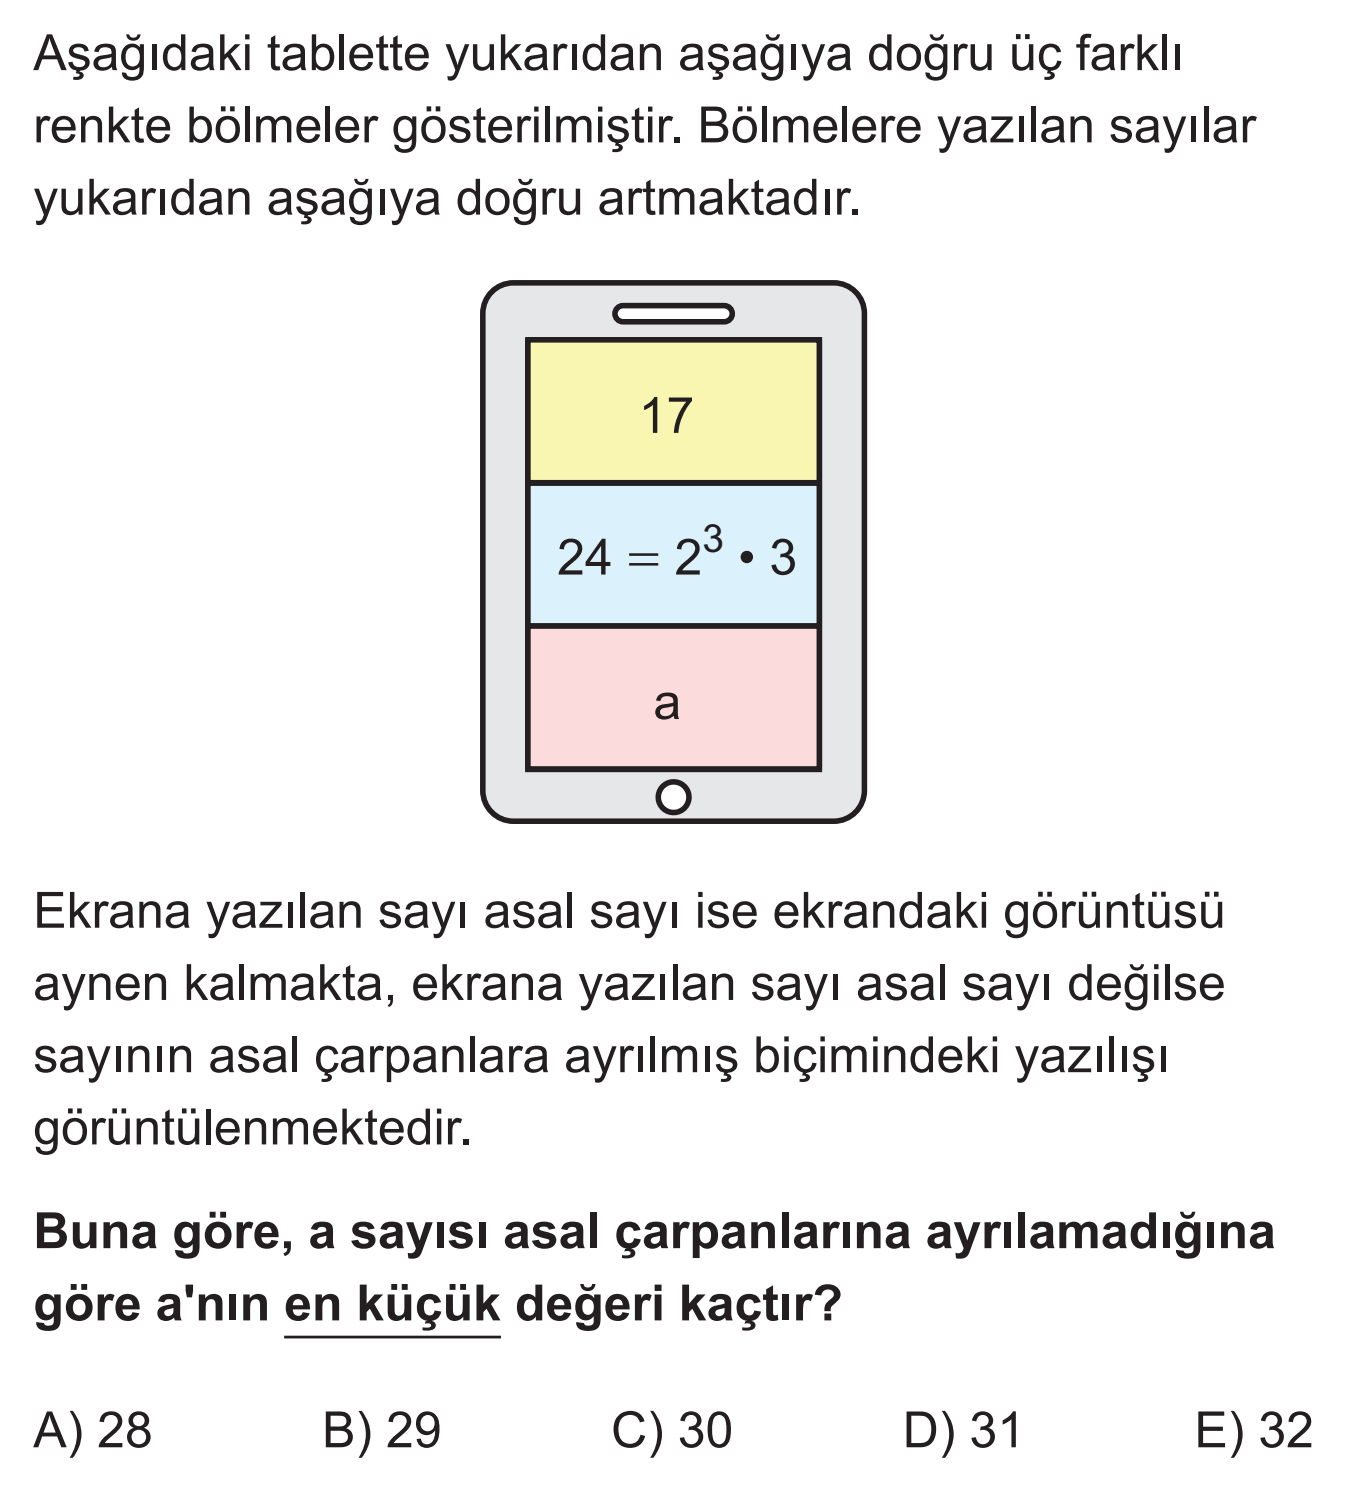 Aşağıdaki tablette yukarıdan aşağıya doğru üç farklı
renkte bölmeler gösterilmiştir. Bölmelere yazılan sayılar
yukarıdan aşağıya doğru artmaktadır.
17
24 = 2³ • 3
a
Ekrana yazılan sayı asal sayı ise ekrandaki görüntüsü
aynen kalmakta, ekrana yazılan sayı asal sayı değilse
sayının asal çarpanlara ayrılmış biçimindeki yazılışı
görüntülenmektedir.
Buna göre, a sayısı asal çarpanlarına ayrılamadığına
göre a'nın en küçük değeri kaçtır?
A) 28 B) 29 C) 30 D) 31 E) 32